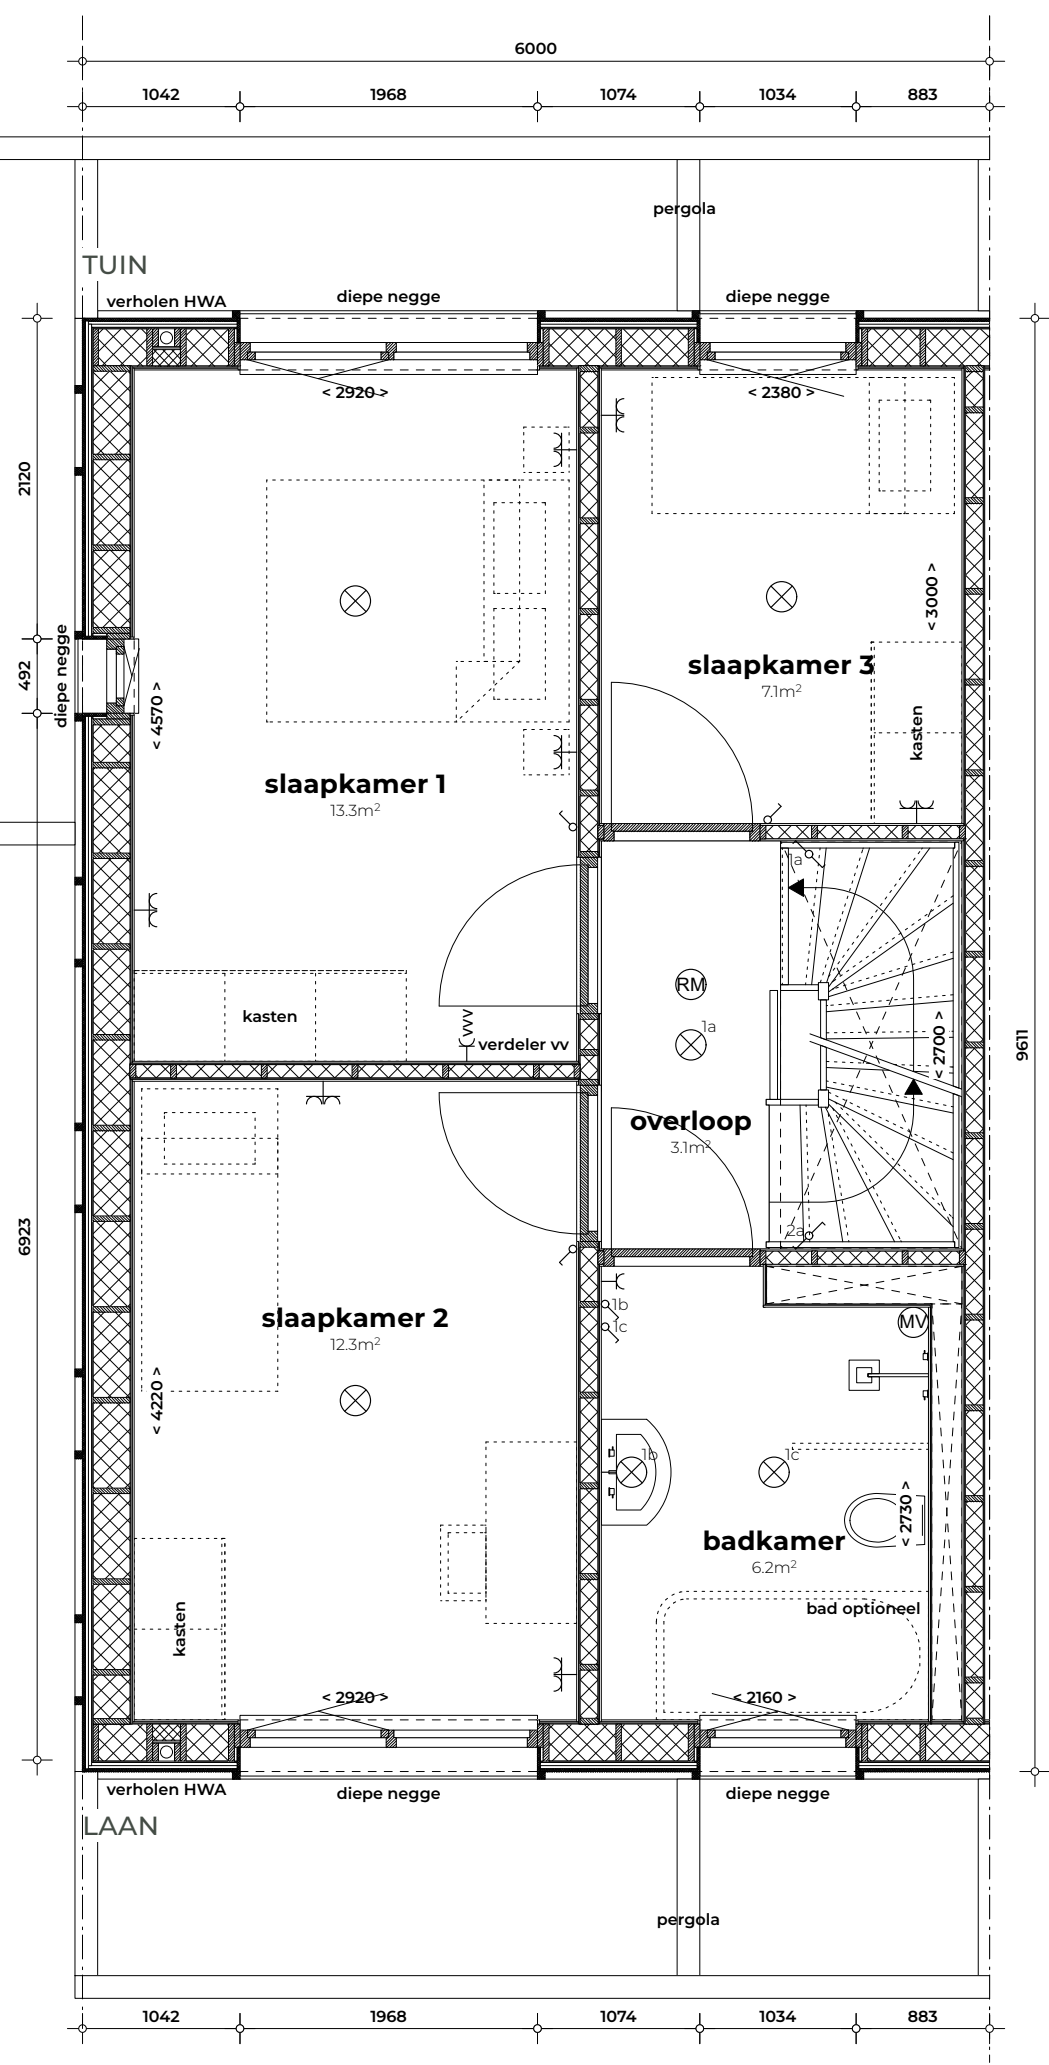 6000
1042 1968 1074 1034 883
pergola
TUIN
verholen HWA
diepe negge
diepe negge
< 2920 >
< 2380 >
2120
492
diepe negge
< 4570 >
< 3000 >
slaapkamer 3
7.1m²
kasten
slaapkamer 1
13.3m²
1a
RM
1a
kasten
vvv
verdeler vv
< 2700 >
9611
overloop
3.1m²
2a
6923
slaapkamer 2
12.3m²
< 4220 >
1b
1c
MV
1b
1c
< 2730 >
badkamer
6.2m²
bad optioneel
kasten
< 2920 >
< 2160 >
verholen HWA
diepe negge
diepe negge
LAAN
pergola
1042 1968 1074 1034 883